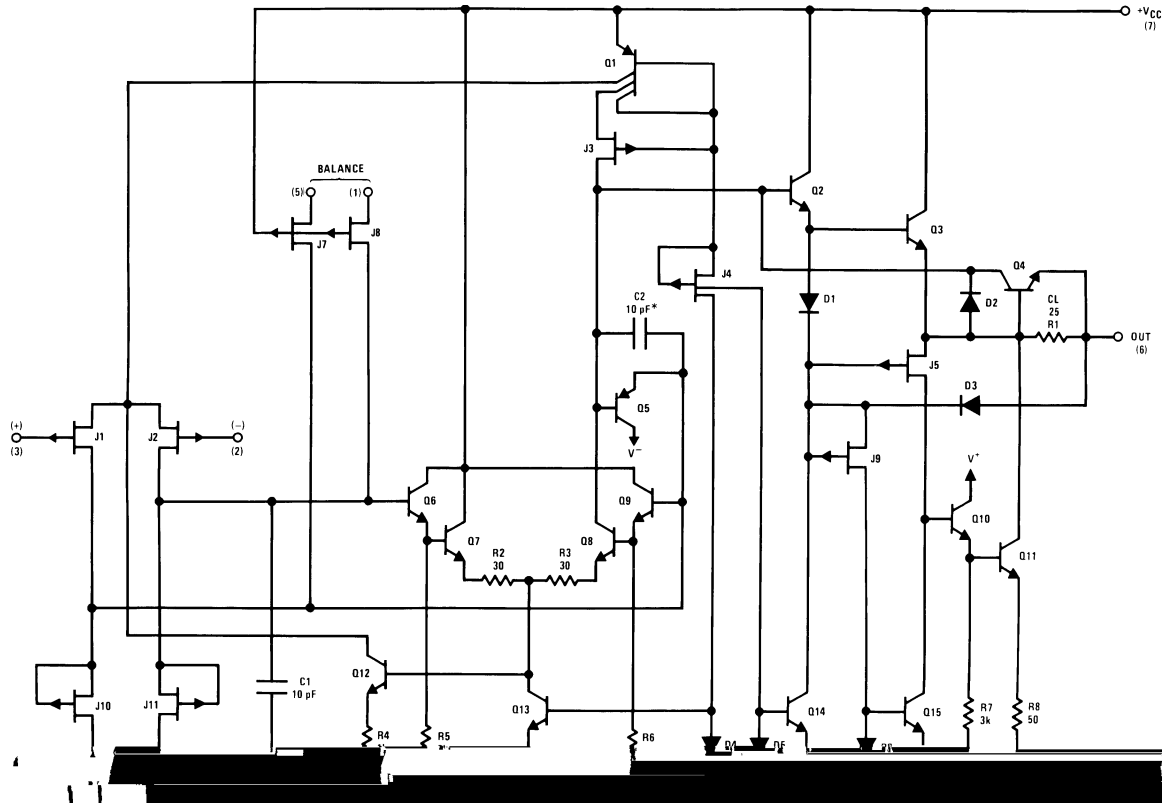 +VCC
(7)
Q1
J3
BALANCE
(5)
(1)
J7
J8
Q2
Q3
J4
Q4
C2
10 pF*
D1
D2
CL
25
R1
OUT
(6)
J5
Q5
V−
D3
(+)
(3)
J1
J2
(−)
(2)
J9
V+
Q6
Q9
Q7
Q8
R2
30
R3
30
Q10
Q11
C1
10 pF
Q12
J10
J11
Q13
Q14
Q15
R4
R5
R6
R7
3k
R8
50